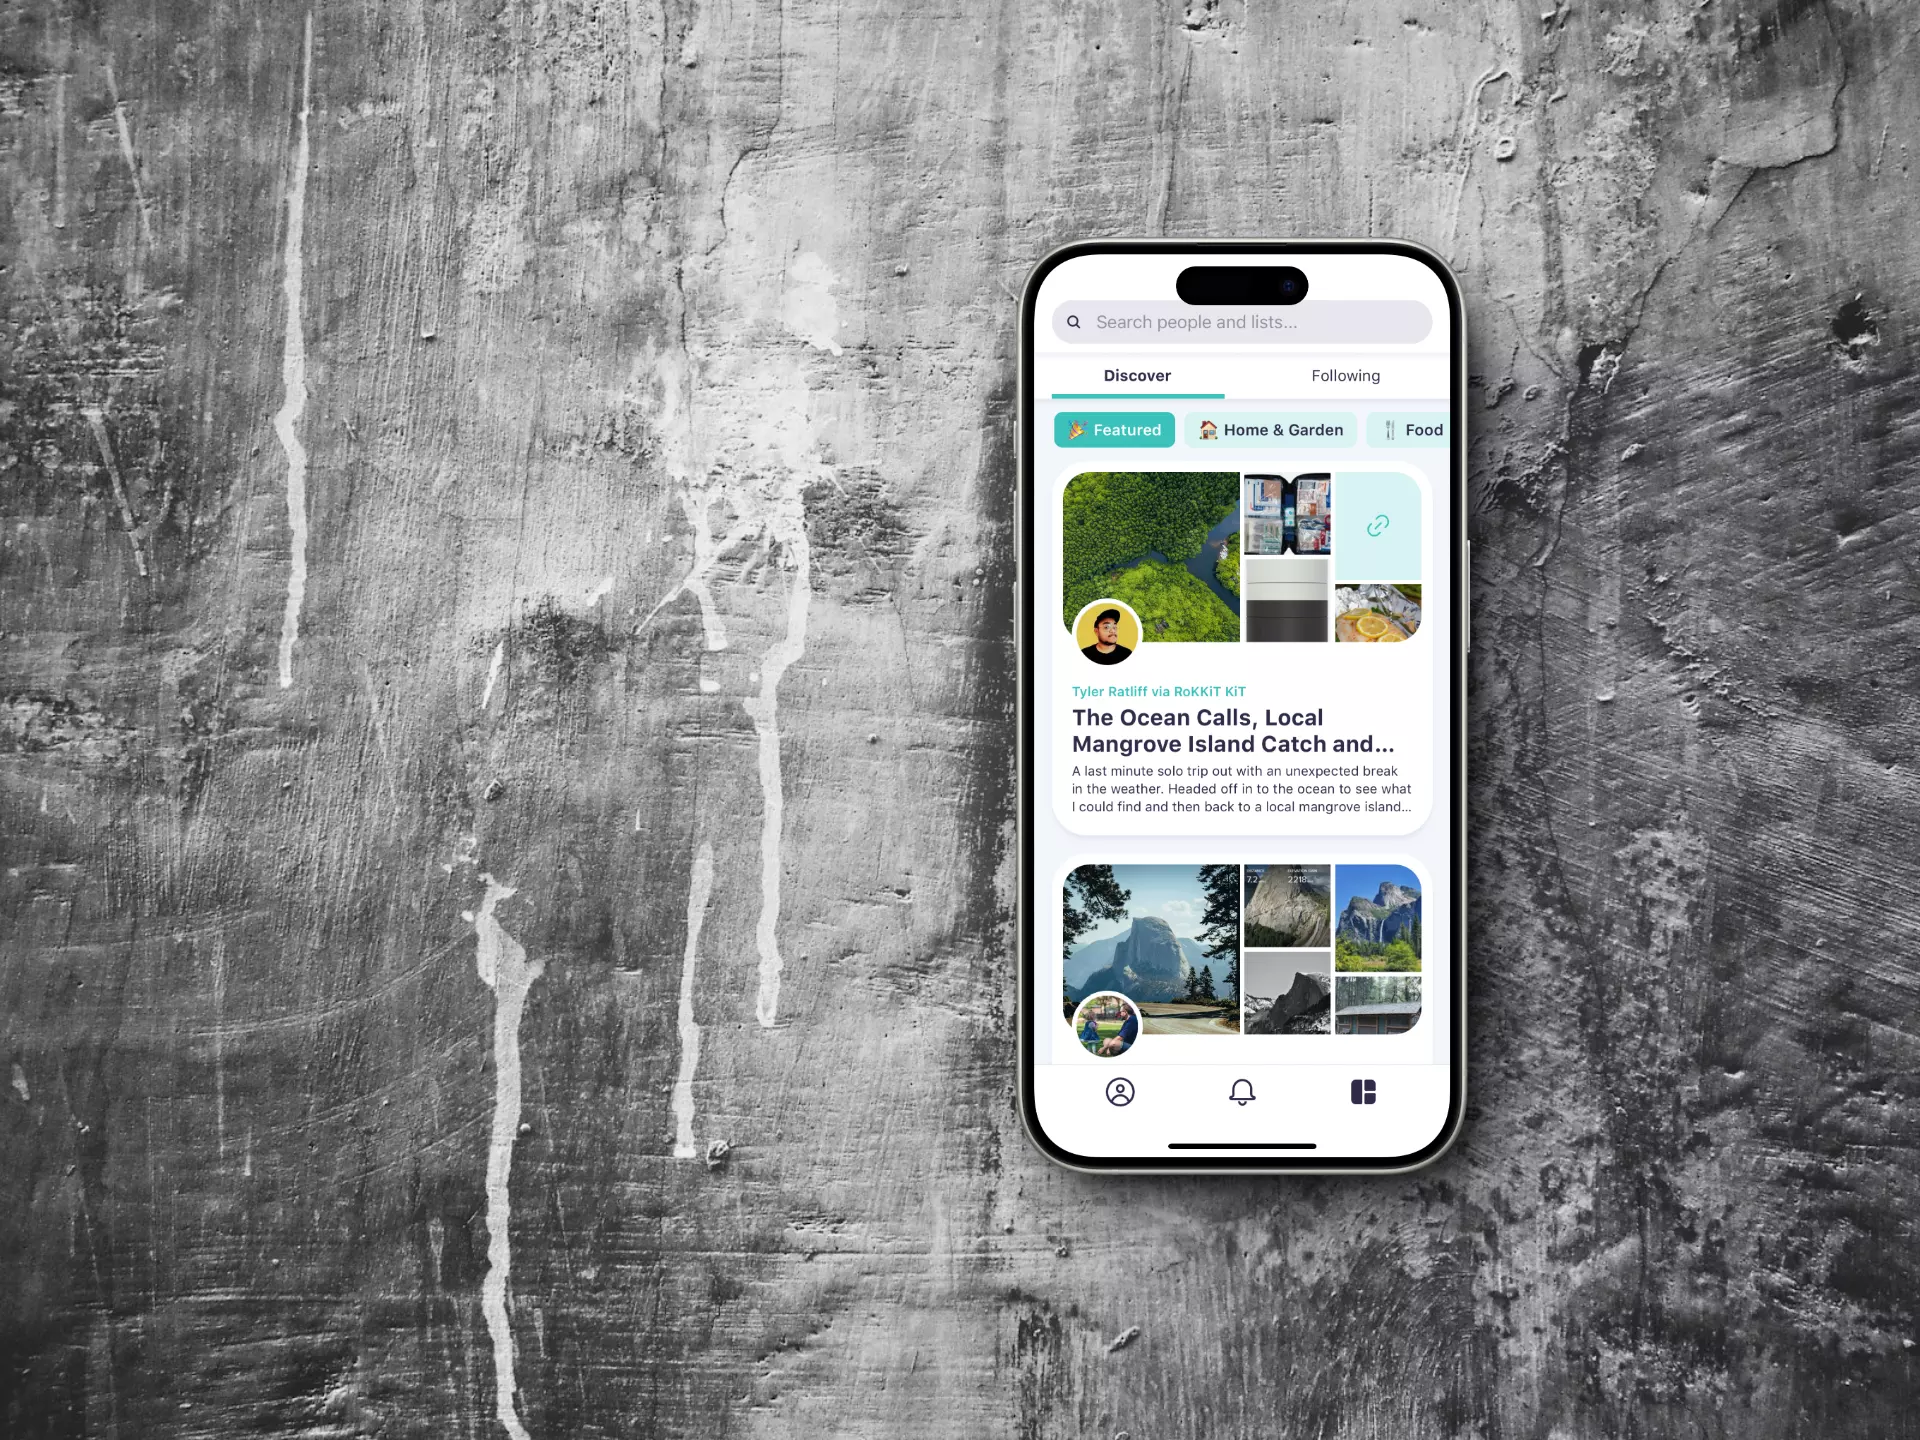 Search people and lists...
Discover
Following
Featured
Home & Garden
Food
Tyler Ratliff via RoKKiT KiT
The Ocean Calls, Local
Mangrove Island Catch and...
A last minute solo trip out with an unexpected break
in the weather. Headed off in to the ocean to see what
I could find and then back to a local mangrove island...
7.2
2218